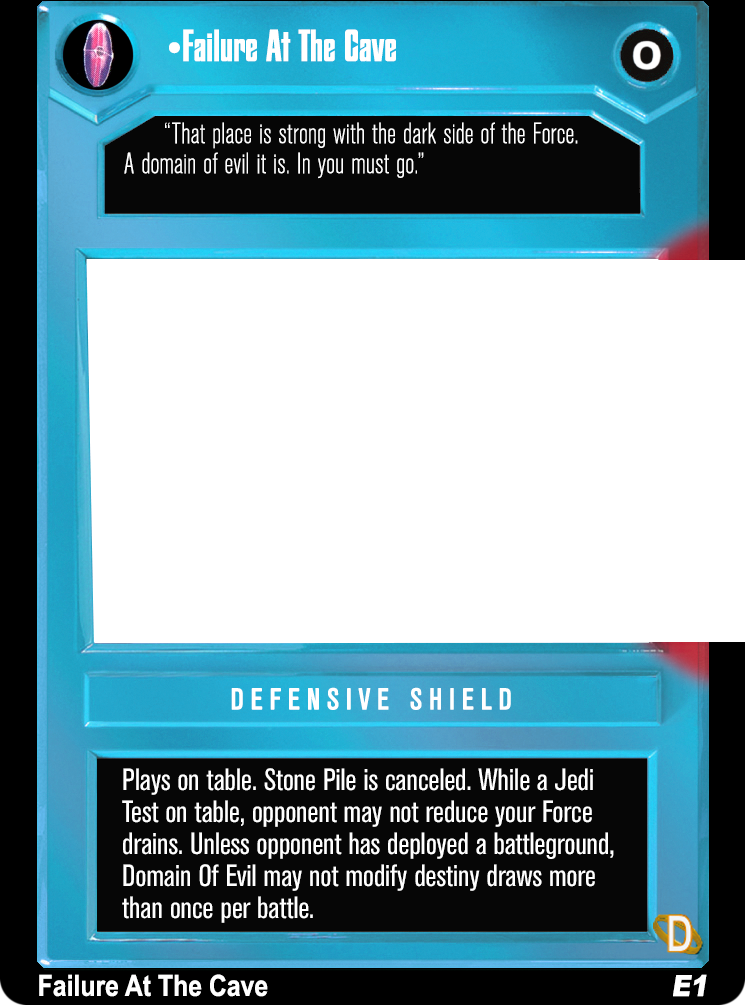 •Failure At The Cave
0
“That place is strong with the dark side of the Force.
A domain of evil it is. In you must go.”
DEFENSIVE SHIELD
Plays on table. Stone Pile is canceled. While a Jedi
Test on table, opponent may not reduce your Force
drains. Unless opponent has deployed a battleground,
Domain Of Evil may not modify destiny draws more
than once per battle.
D
Failure At The Cave
E1